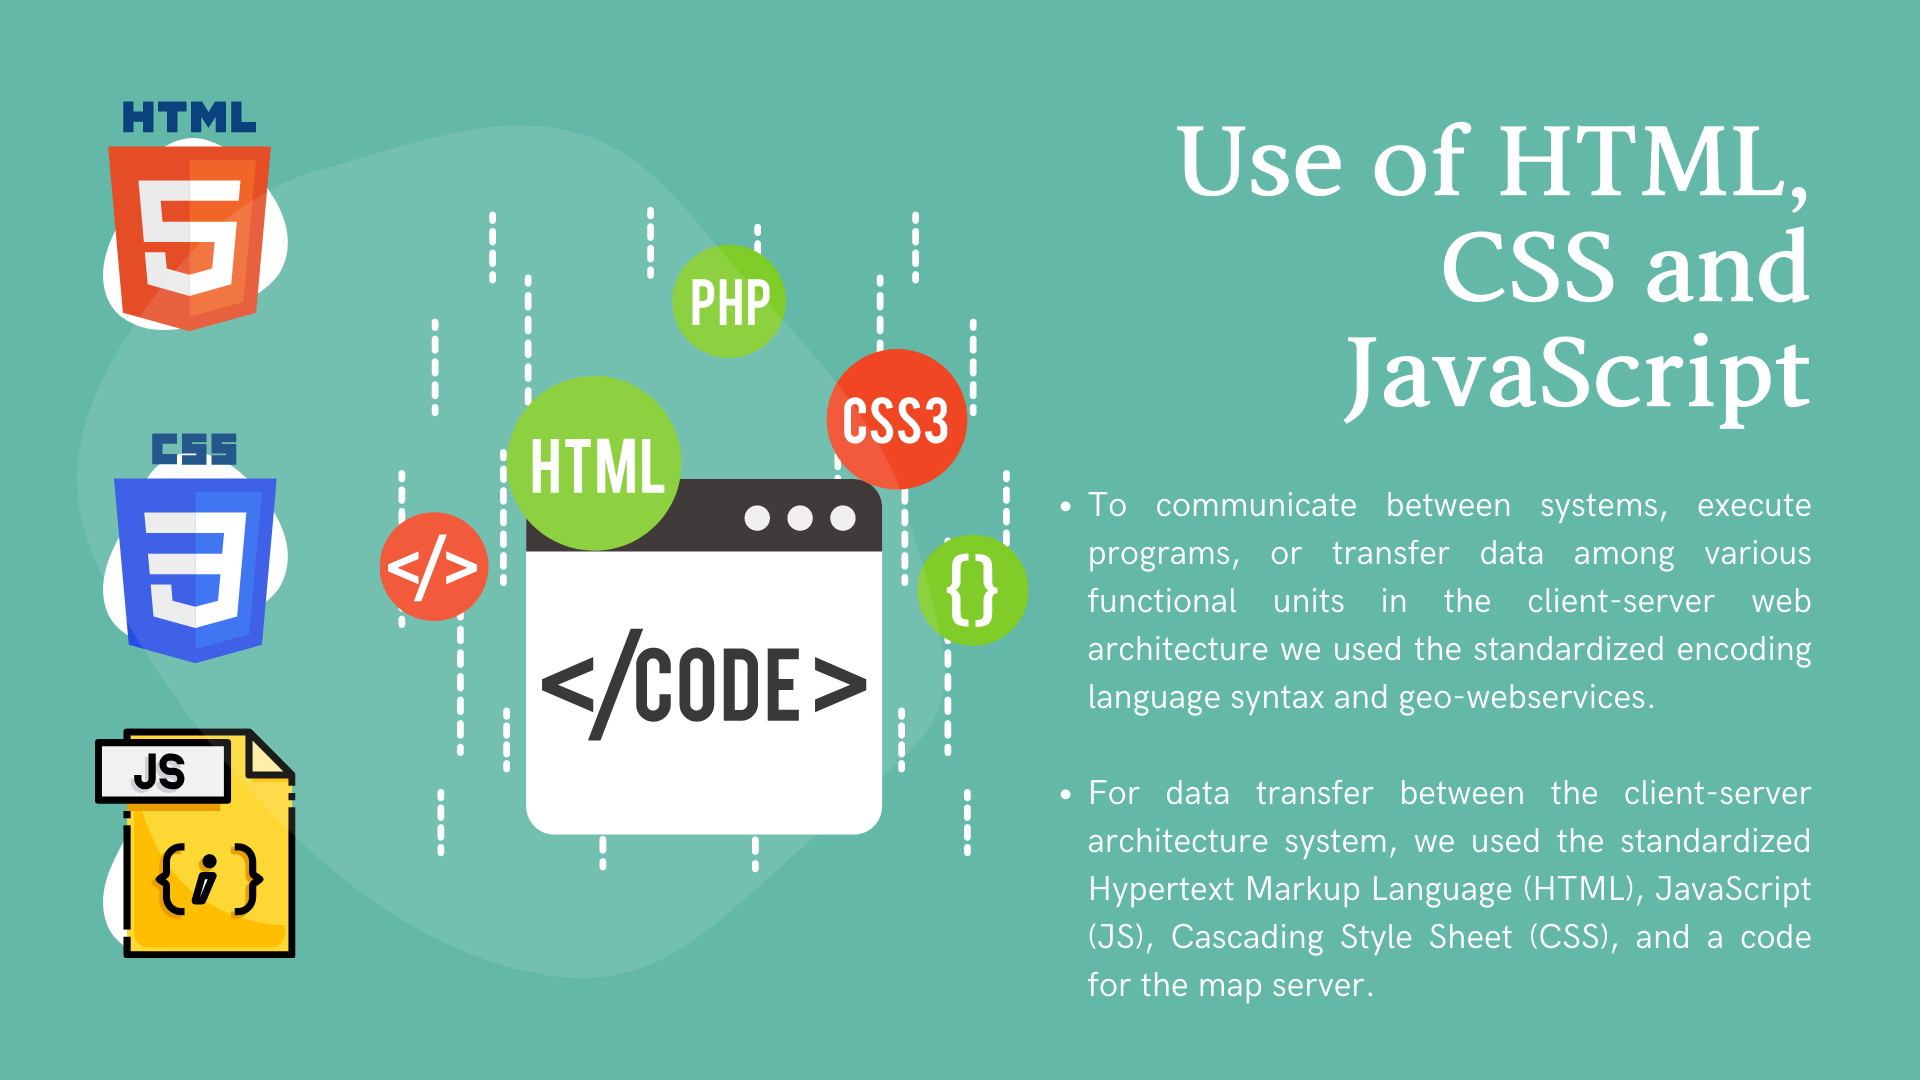 HTML
5
CSS
3
JS
{i}
PHP
CSS3
HTML
</>
{}
</CODE>
Use of HTML,
CSS and
JavaScript
• To communicate between systems, execute
programs, or transfer data among various
functional units in the client-server web
architecture we used the standardized encoding
language syntax and geo-webservices.
• For data transfer between the client-server
architecture system, we used the standardized
Hypertext Markup Language (HTML), JavaScript
(JS), Cascading Style Sheet (CSS), and a code
for the map server.